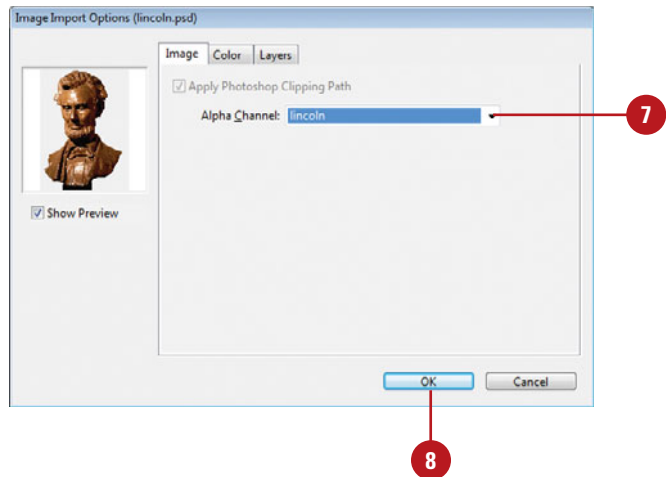 Image Import Options (lincoln.psd)
Image Color Layers
Apply Photoshop Clipping Path
Alpha Channel: lincoln
7
Show Preview
OK Cancel
8